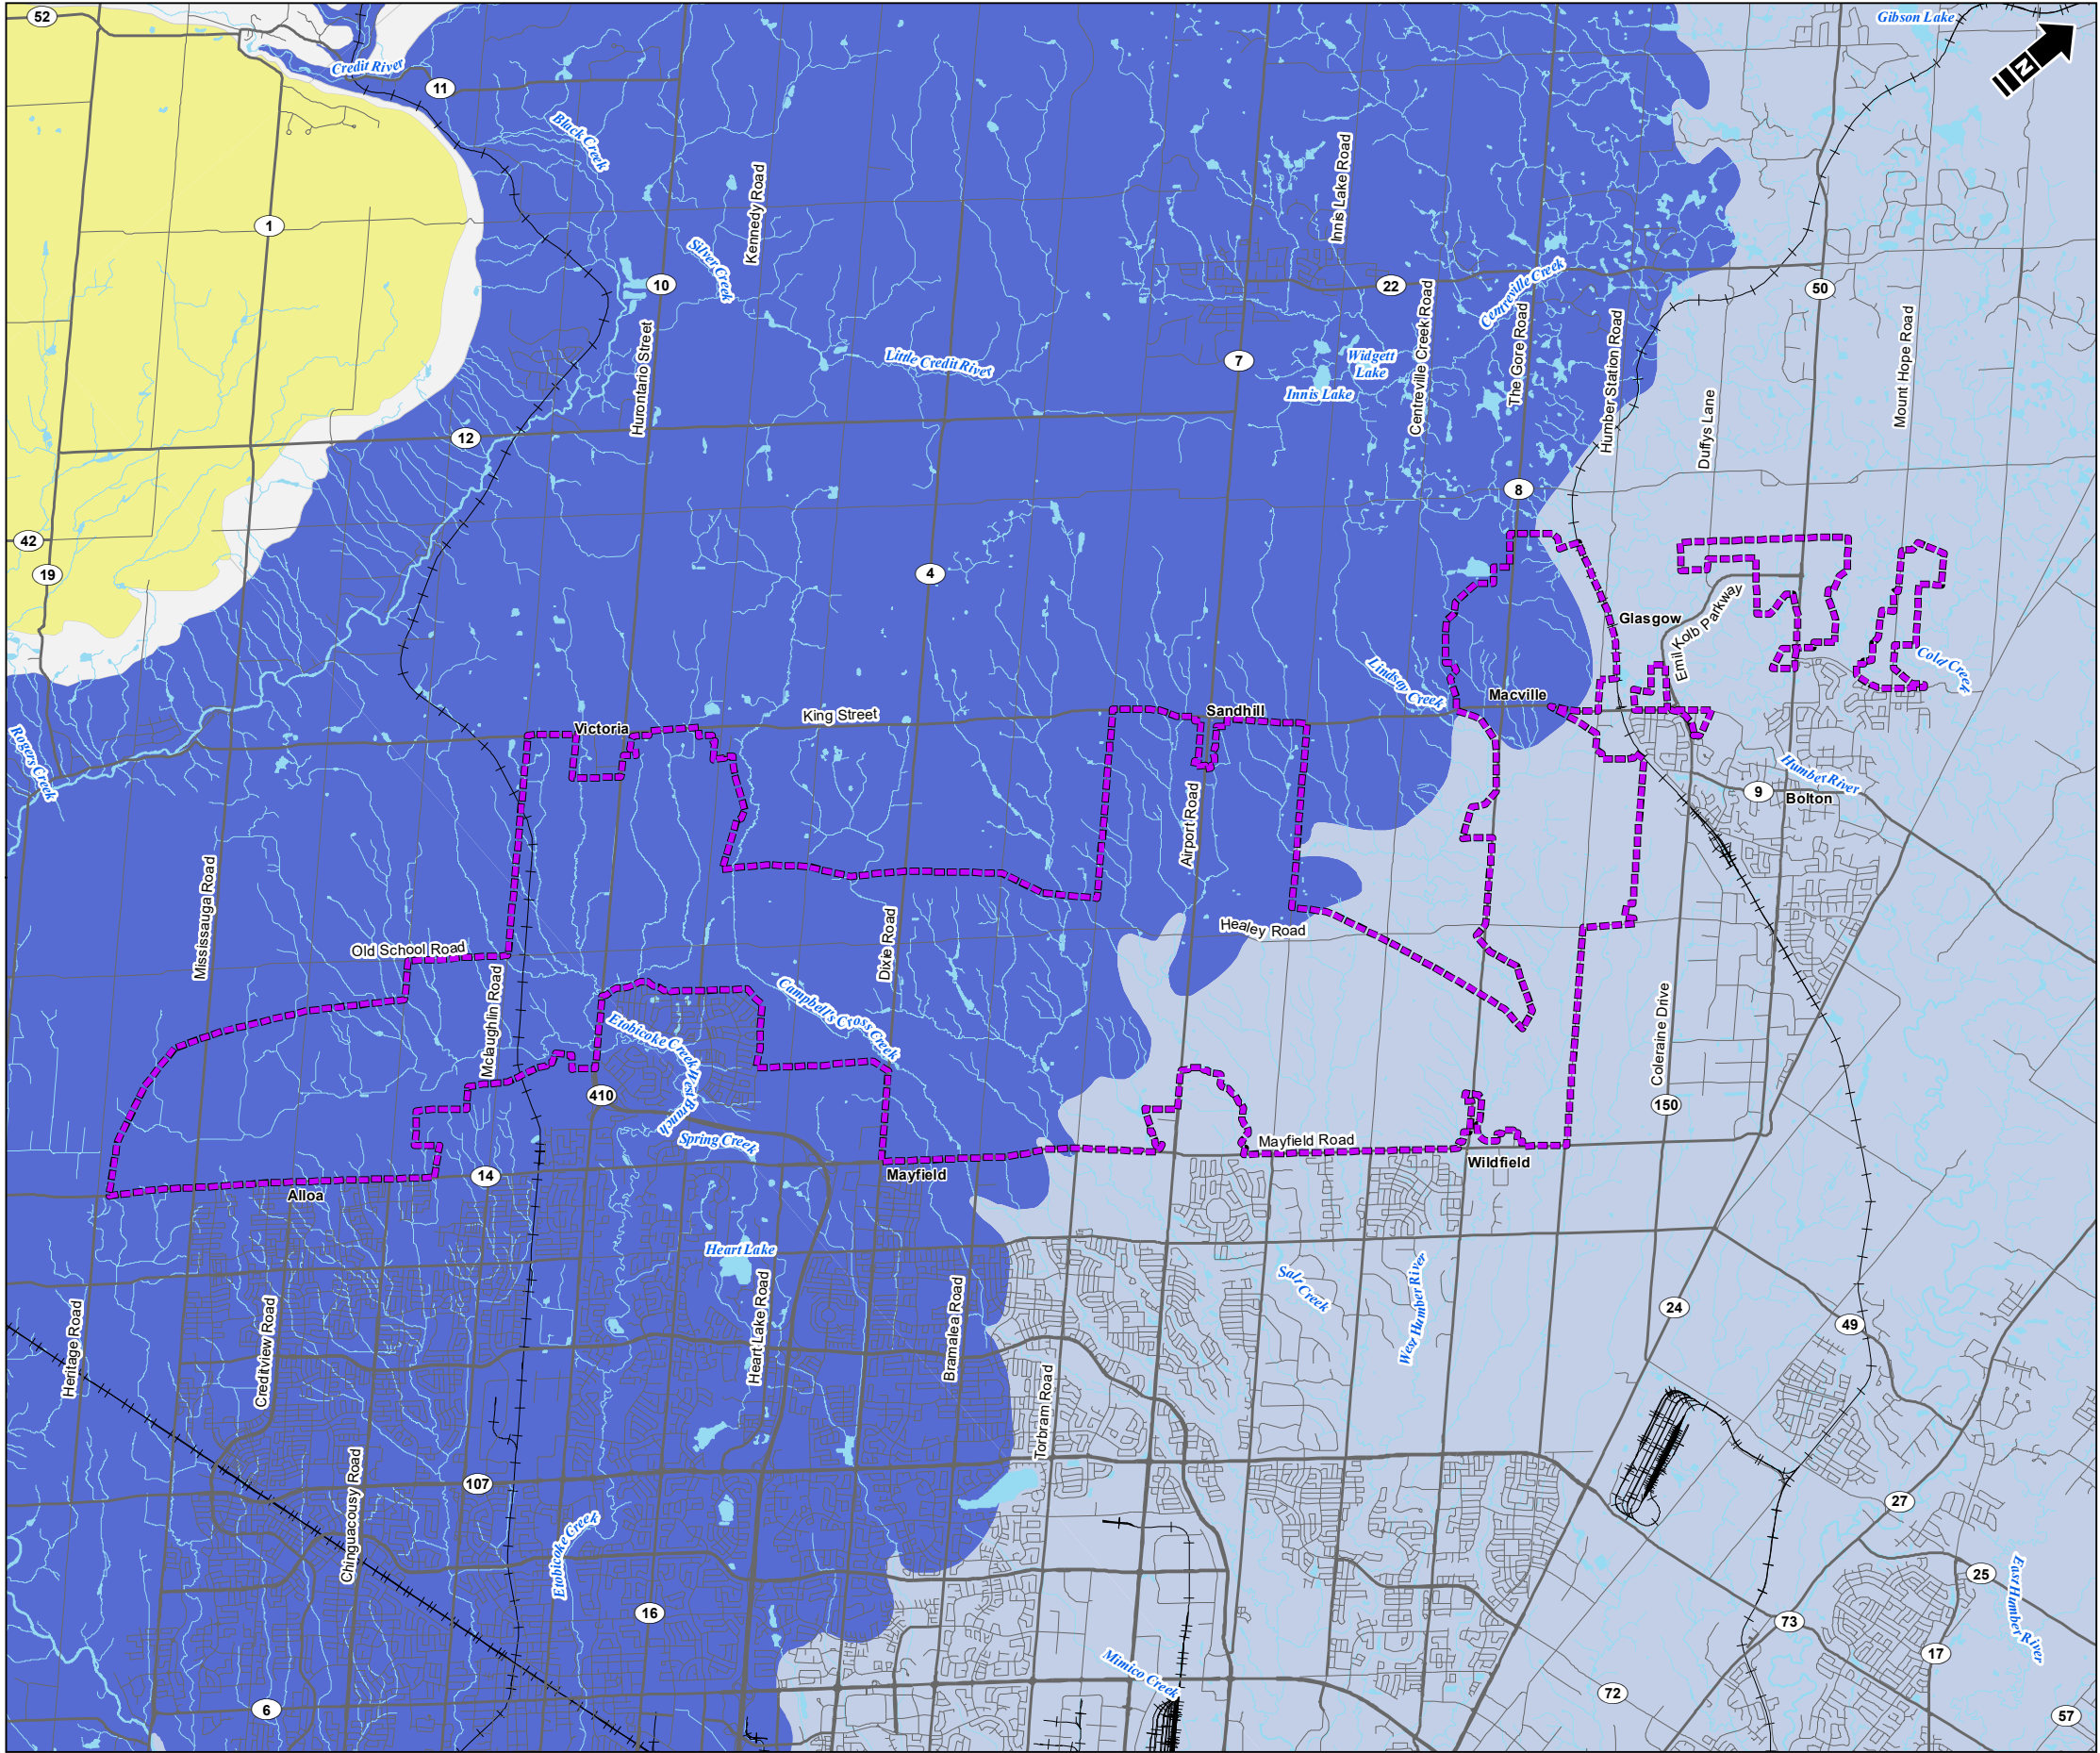 52
Gibson Lake
N
Credit River
11
Black Creek
Innis Lake Road
Kennedy Road
1
Silver Creek
10
22
Centreville Creek
50
Hurontario Street
Centreville Creek Road
The Gore Road
Humber Station Road
Mount Hope Road
Little Credit River
7
Widgett
Lake
Innis Lake
Duffys Lane
12
8
42
19
4
Glasgow
Emil Kolb Parkway
Cold Creek
Lindsay Creek
Macville
King Street
Sandhill
Victoria
Rogers Creek
Humber River
9
Bolton
Airport Road
Mississauga Road
Dixie Road
Healey Road
Old School Road
Mclaughlin Road
Campbell's Cross Creek
Etobicoke Creek West Branch
Coleraine Drive
410
150
Spring Creek
Mayfield Road
14
Mayfield
Wildfield
Alloa
Heart Lake
Salt Creek
West Humber River
Heritage Road
Creditview Road
Heart Lake Road
Bramalea Road
24
49
Torbram Road
Chinguacousy Road
107
27
Etobicoke Creek
16
25
East Humber River
73
17
Mimico Creek
72
6
57